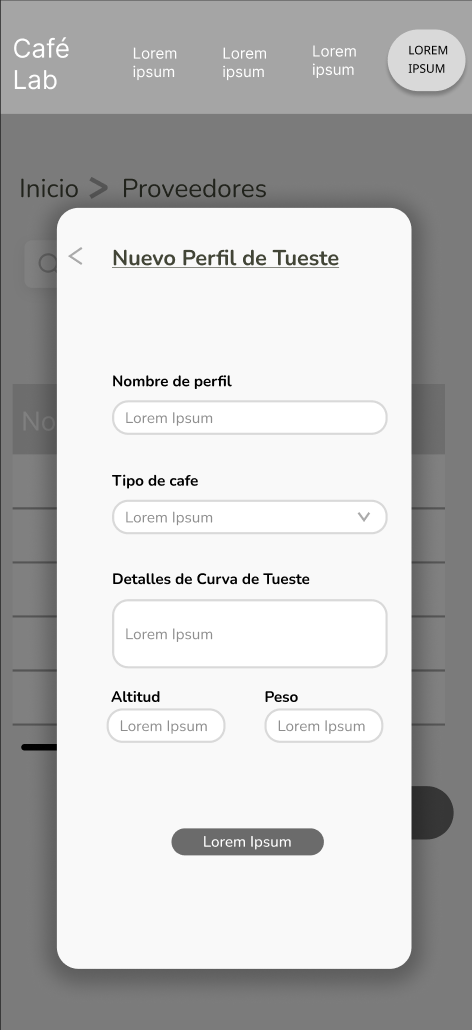 Café
Lab
Lorem
ipsum
Lorem
ipsum
Lorem
ipsum
LOREM
IPSUM
Inicio > Proveedores
No
< Nuevo Perfil de Tueste
Nombre de perfil
Lorem Ipsum
Tipo de cafe
Lorem Ipsum
Detalles de Curva de Tueste
Lorem Ipsum
Altitud Peso
Lorem Ipsum Lorem Ipsum
Lorem Ipsum